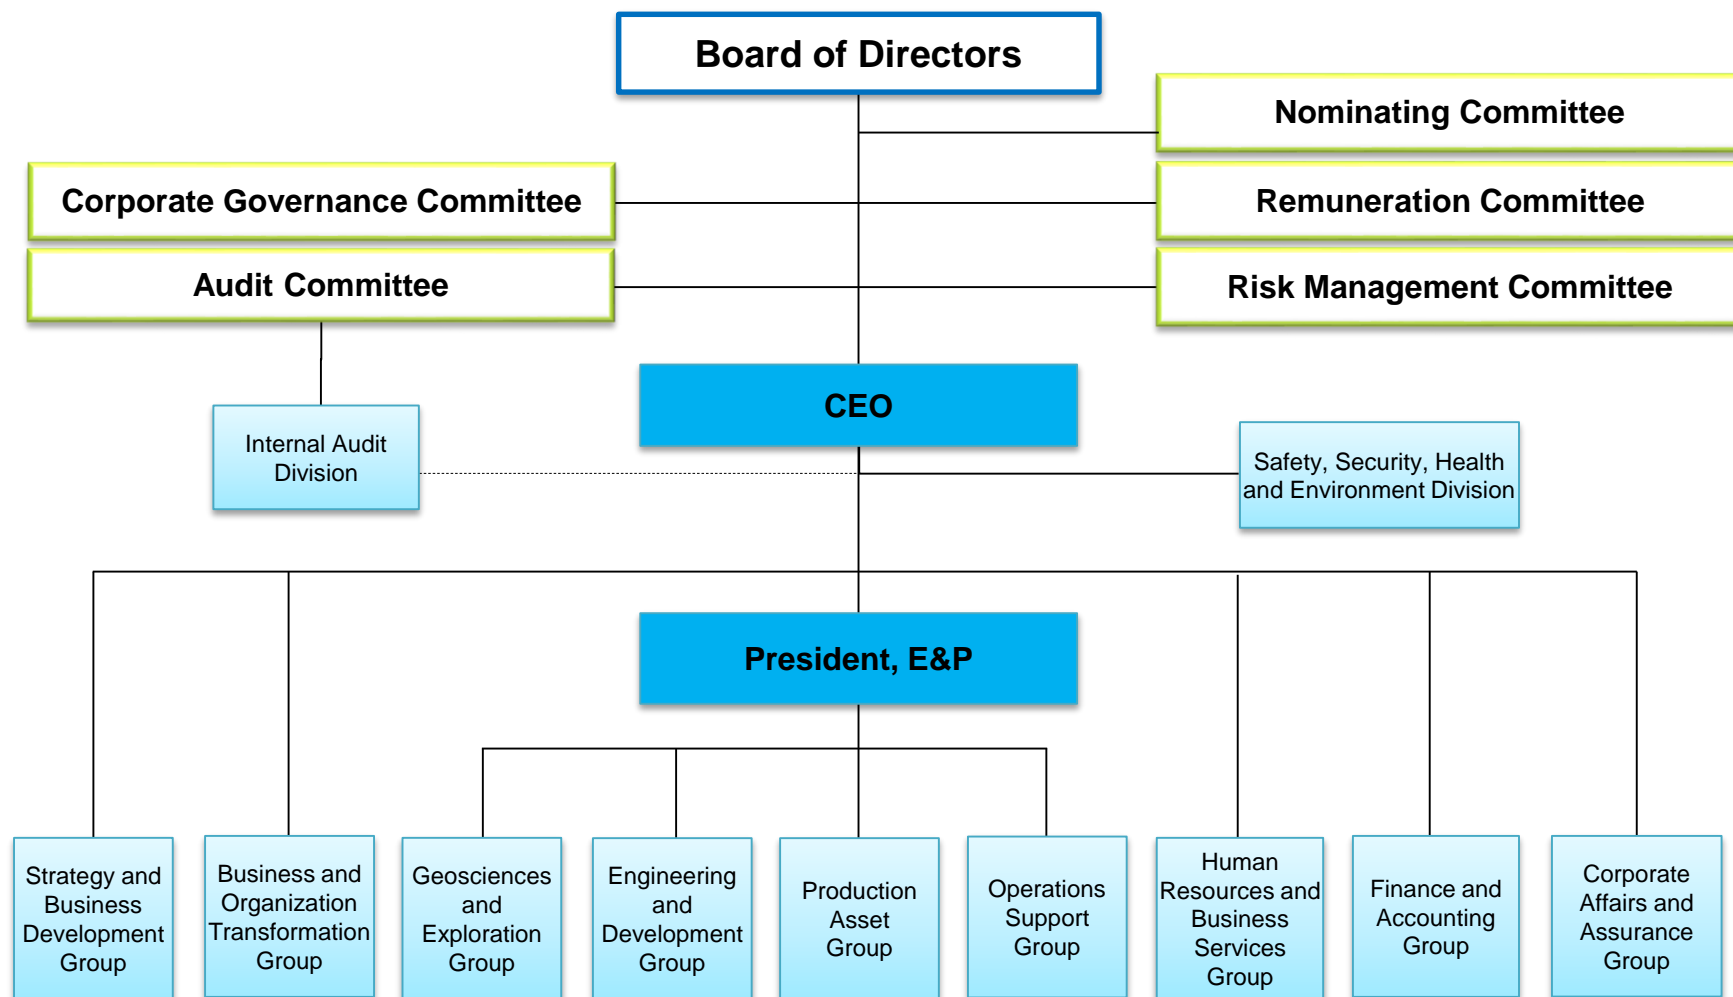 Board of Directors
Nominating Committee
Corporate Governance Committee
Remuneration Committee
Audit Committee
Risk Management Committee
CEO
Internal Audit
Division
Safety, Security, Health
and Environment Division
President, E&P
Strategy and
Business
Development
Group
Business and
Organization
Transformation
Group
Geosciences
and
Exploration
Group
Engineering
and
Development
Group
Production
Asset
Group
Operations
Support
Group
Human
Resources and
Business
Services
Group
Finance and
Accounting
Group
Corporate
Affairs and
Assurance
Group